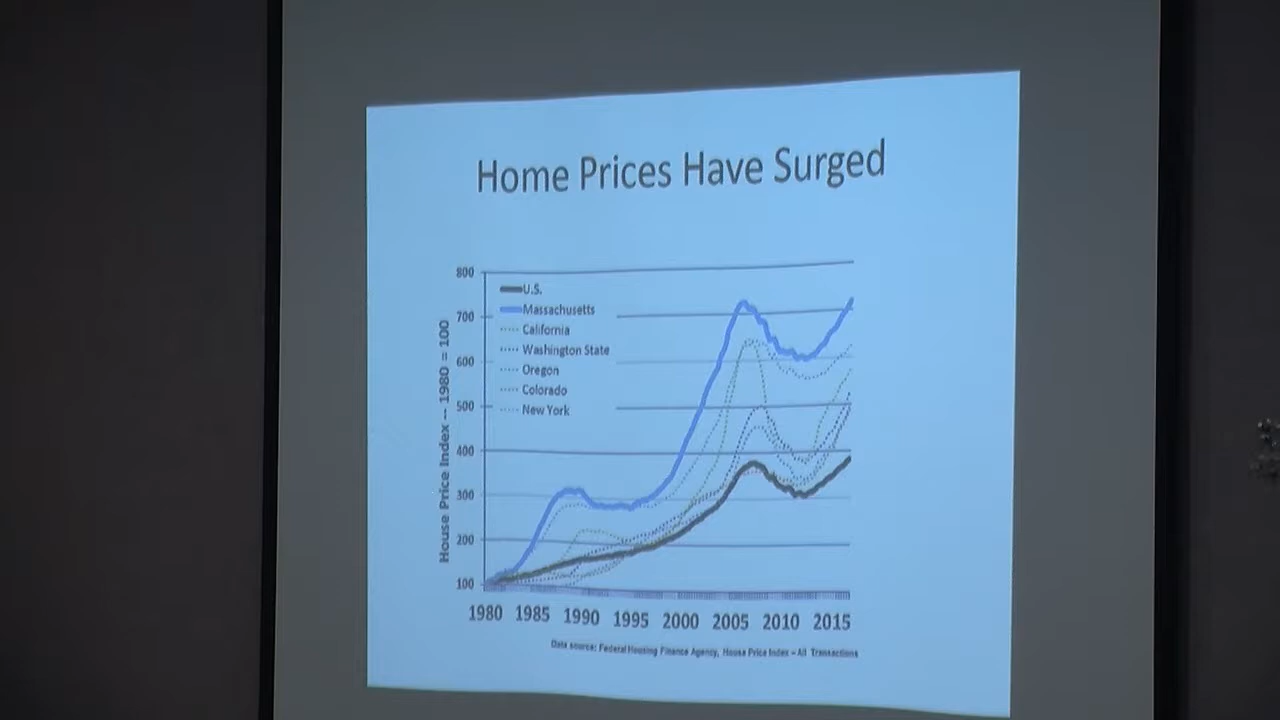 Home Prices Have Surged
House Price Index -- 1980 = 100
800
700
600
500
400
300
200
100
U.S.
Massachusetts
California
Washington State
Oregon
Colorado
New York
1980 1985 1990 1995 2000 2005 2010 2015
Data source: Federal Housing Finance Agency, House Price Index – All Transactions